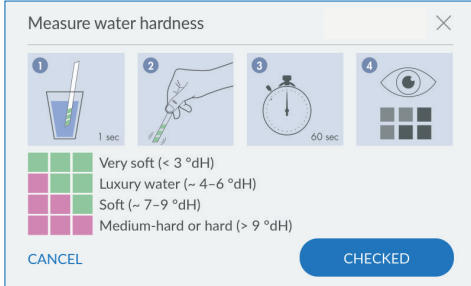 Measure water hardness
1
2
3
4
1 sec
60 sec
Very soft (< 3 °dH)
Luxury water (~ 4–6 °dH)
Soft (~ 7–9 °dH)
Medium-hard or hard (> 9 °dH)
CANCEL
CHECKED